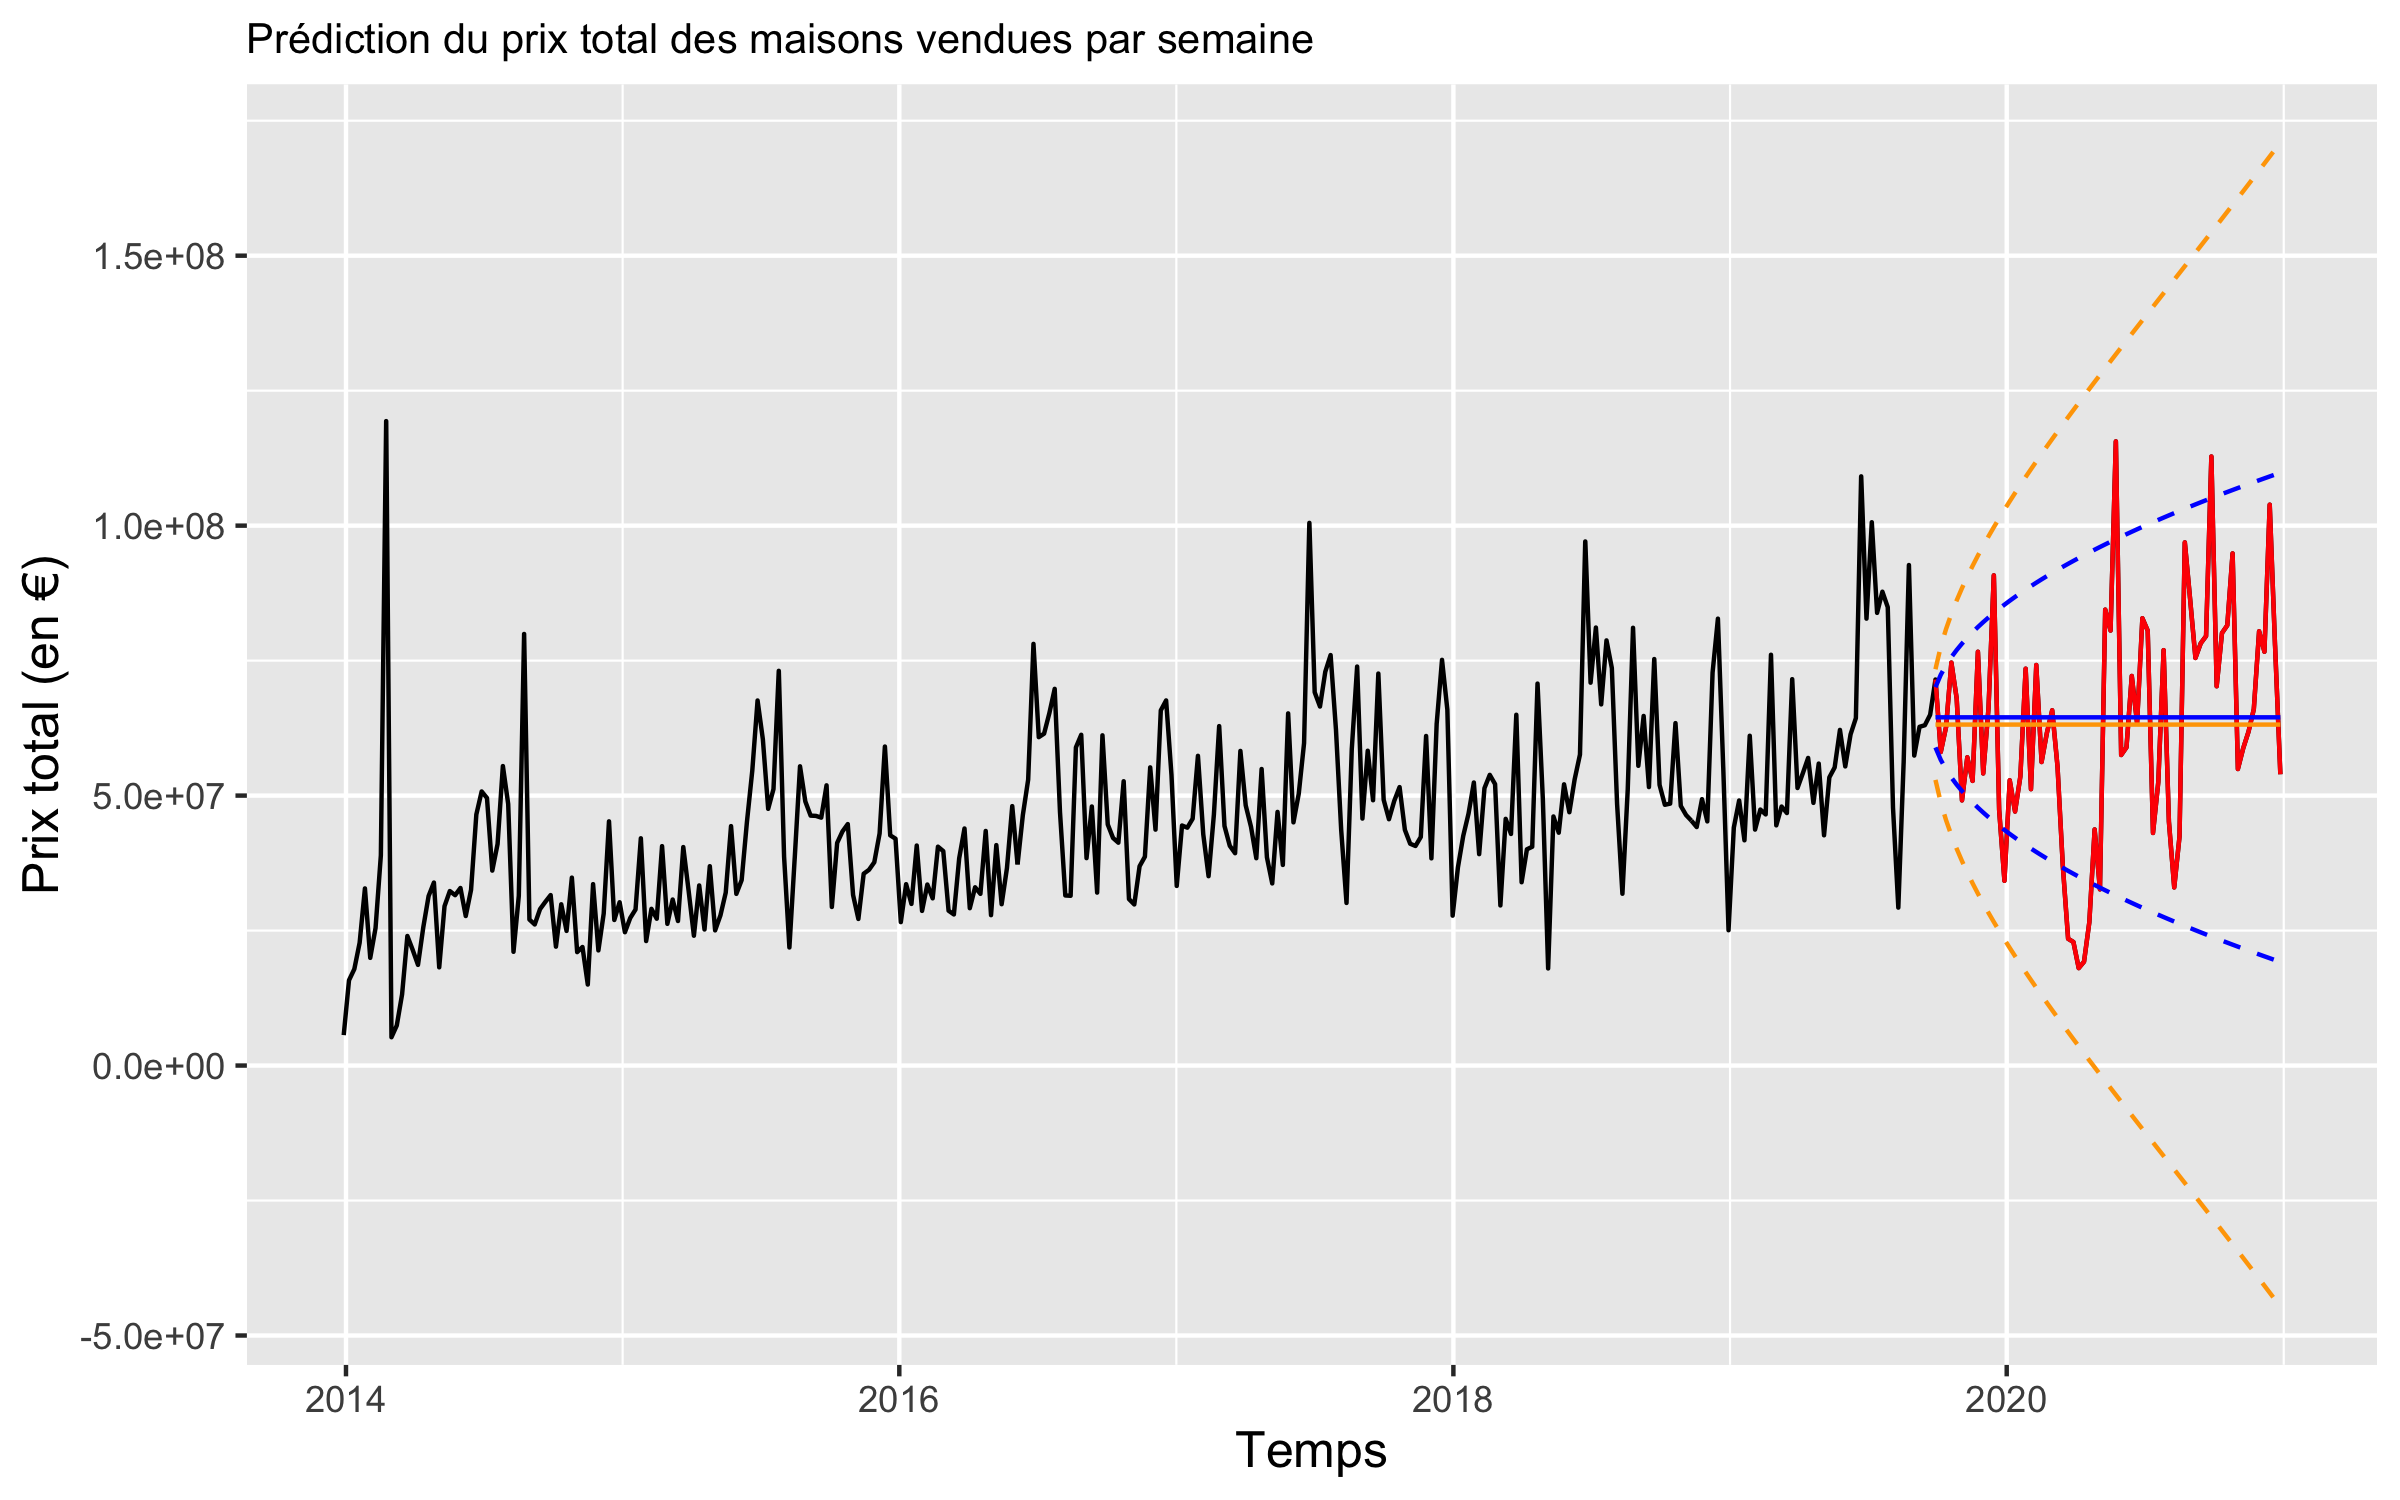 Prédiction du prix total des maisons vendues par semaine
Prix total (en €)
1.5e+08
1.0e+08
5.0e+07
0.0e+00
-5.0e+07
2014 2016 2018 2020
Temps